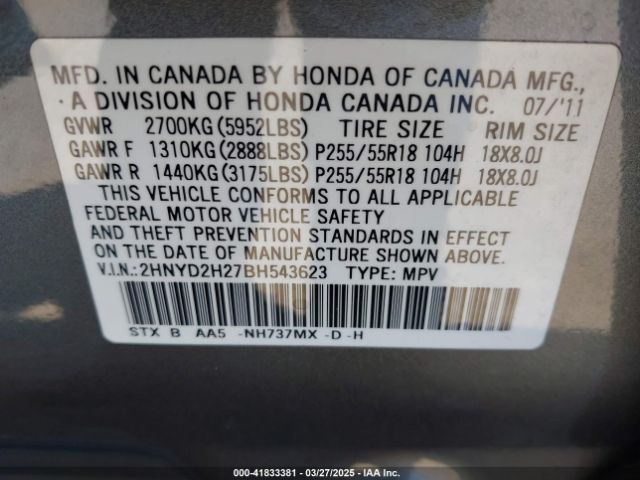 MFD. IN CANADA BY HONDA OF CANADA MFG.,
A DIVISION OF HONDA CANADA INC. 07/'11
GVWR 2700KG (5952LBS) TIRE SIZE RIM SIZE
GAWR F 1310KG (2888LBS) P255/55R18 104H 18X8.0J
GAWR R 1440KG (3175LBS) P255/55R18 104H 18X8.0J
THIS VEHICLE CONFORMS TO ALL APPLICABLE
FEDERAL MOTOR VEHICLE SAFETY
AND THEFT PREVENTION STANDARDS IN EFFECT
ON THE DATE OF MANUFACTURE SHOWN ABOVE.
V.I.N.:2HNYD2H27BH543623 TYPE: MPV
STX B AA5 -NH737MX -D -H
000-41833381 - 03/27/2025 - IAA Inc.